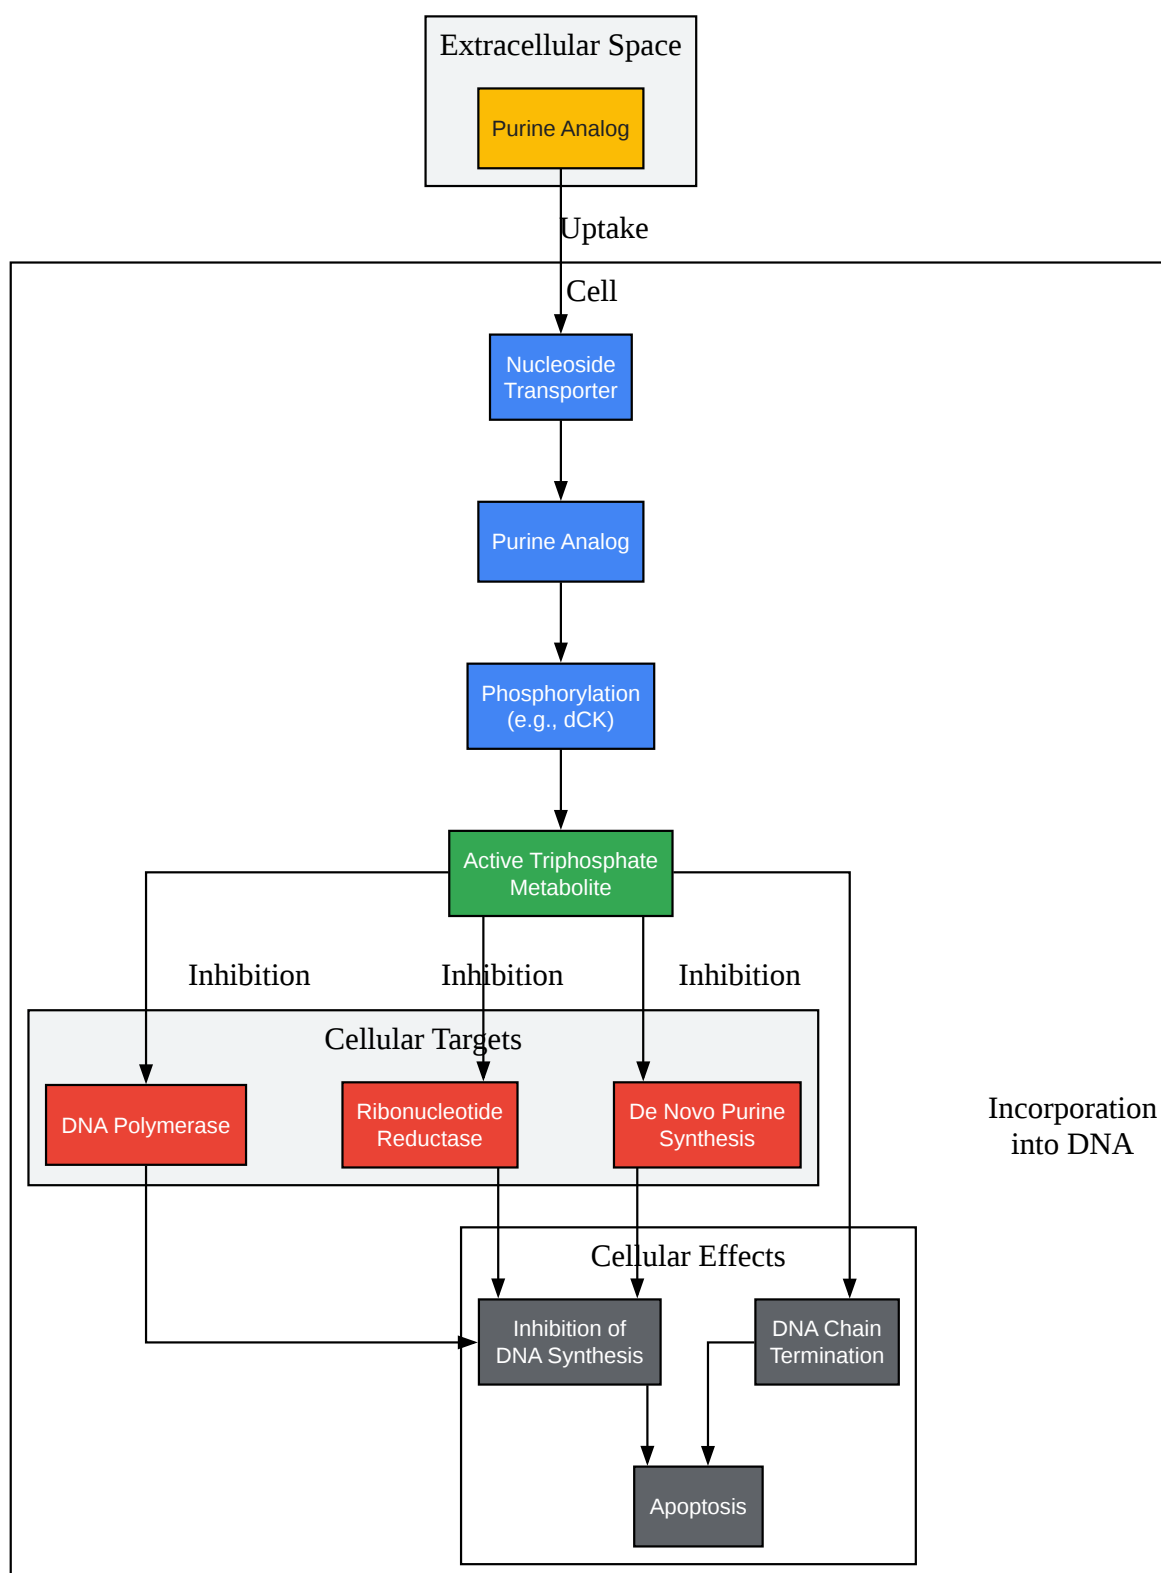 Extracellular Space
Purine Analog
Uptake
Cell
Nucleoside
Transporter
Purine Analog
Phosphorylation
(e.g., dCK)
Active Triphosphate
Metabolite
Inhibition
Inhibition
Inhibition
Cellular Targets
DNA Polymerase
Ribonucleotide
Reductase
De Novo Purine
Synthesis
Incorporation
into DNA
Cellular Effects
Inhibition of
DNA Synthesis
DNA Chain
Termination
Apoptosis